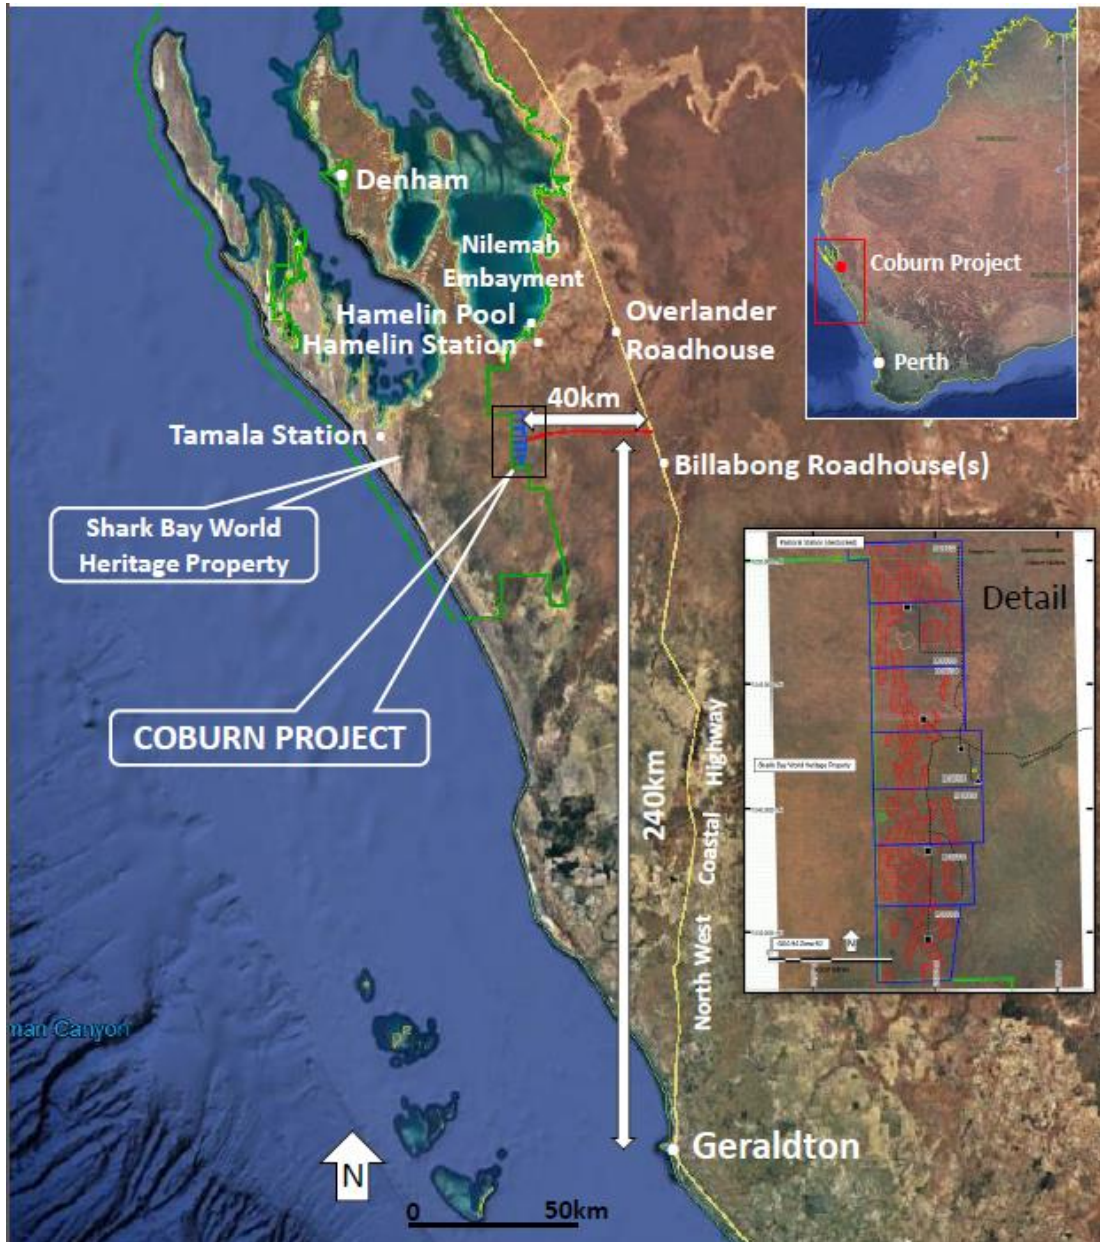 Denham
Nilemah
Embayment
Hamelin Pool
Hamelin Station
Overlander
Roadhouse
40km
Tamala Station
Billabong Roadhouse(s)
Shark Bay World
Heritage Property
COBURN PROJECT
240km
North West Coastal Highway
Geraldton
man Canyon
N
0 50km
Coburn Project
Perth
Detail
Shark Bay World Heritage Property
N